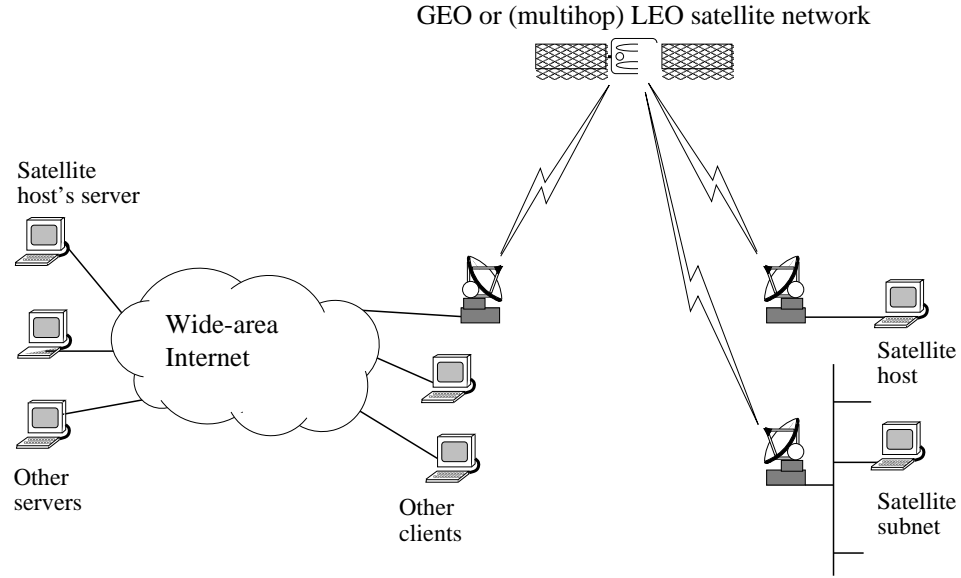 GEO or (multihop) LEO satellite network
Satellite
host's server
Wide-area
Internet
Satellite
host
Other
servers
Other
clients
Satellite
subnet